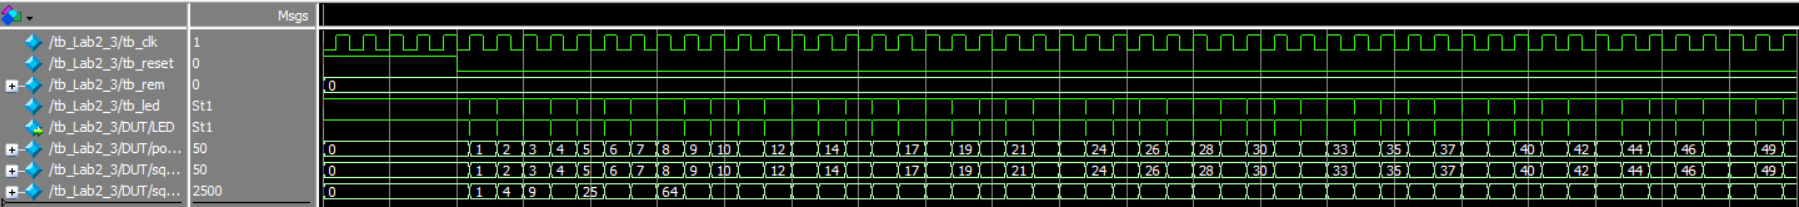 Msgs
/tb_Lab2_3/tb_clk 1
/tb_Lab2_3/tb_reset 0
/tb_Lab2_3/tb_rem 0 0
/tb_Lab2_3/tb_led St1
/tb_Lab2_3/DUT/LED St1
/tb_Lab2_3/DUT/po... 50 0 1 2 3 4 5 6 7 8 9 10 12 14 17 19 21 24 26 28 30 33 35 37 40 42 44 46 49
/tb_Lab2_3/DUT/sq... 50 0 1 2 3 4 5 6 7 8 9 10 12 14 17 19 21 24 26 28 30 33 35 37 40 42 44 46 49
/tb_Lab2_3/DUT/sq... 2500 0 1 4 9 25 64